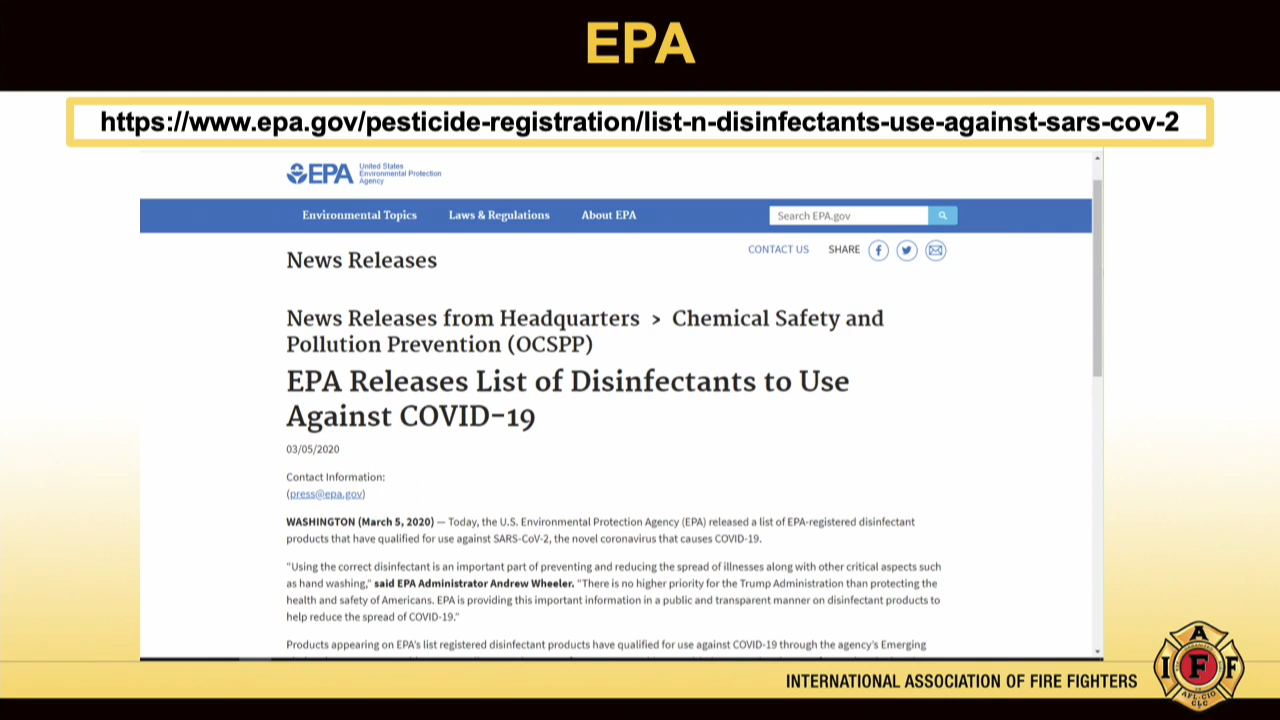 EPA
https://www.epa.gov/pesticide-registration/list-n-disinfectants-use-against-sars-cov-2
EPA
United States
Environmental Protection
Agency
Environmental Topics Laws & Regulations About EPA Search EPA.gov
CONTACT US SHARE
News Releases
News Releases from Headquarters > Chemical Safety and
Pollution Prevention (OCSPP)
EPA Releases List of Disinfectants to Use
Against COVID-19
03/05/2020
Contact Information:
(press@epa.gov)
WASHINGTON (March 5, 2020) — Today, the U.S. Environmental Protection Agency (EPA) released a list of EPA-registered disinfectant
products that have qualified for use against SARS-CoV-2, the novel coronavirus that causes COVID-19.
"Using the correct disinfectant is an important part of preventing and reducing the spread of illnesses along with other critical aspects such
as hand washing," said EPA Administrator Andrew Wheeler. "There is no higher priority for the Trump Administration than protecting the
health and safety of Americans. EPA is providing this important information in a public and transparent manner on disinfectant products to
help reduce the spread of COVID-19."
Products appearing on EPA's list registered disinfectant products have qualified for use against COVID-19 through the agency's Emerging
INTERNATIONAL ASSOCIATION OF FIRE FIGHTERS
A
I F F
AFL-CIO
CLC